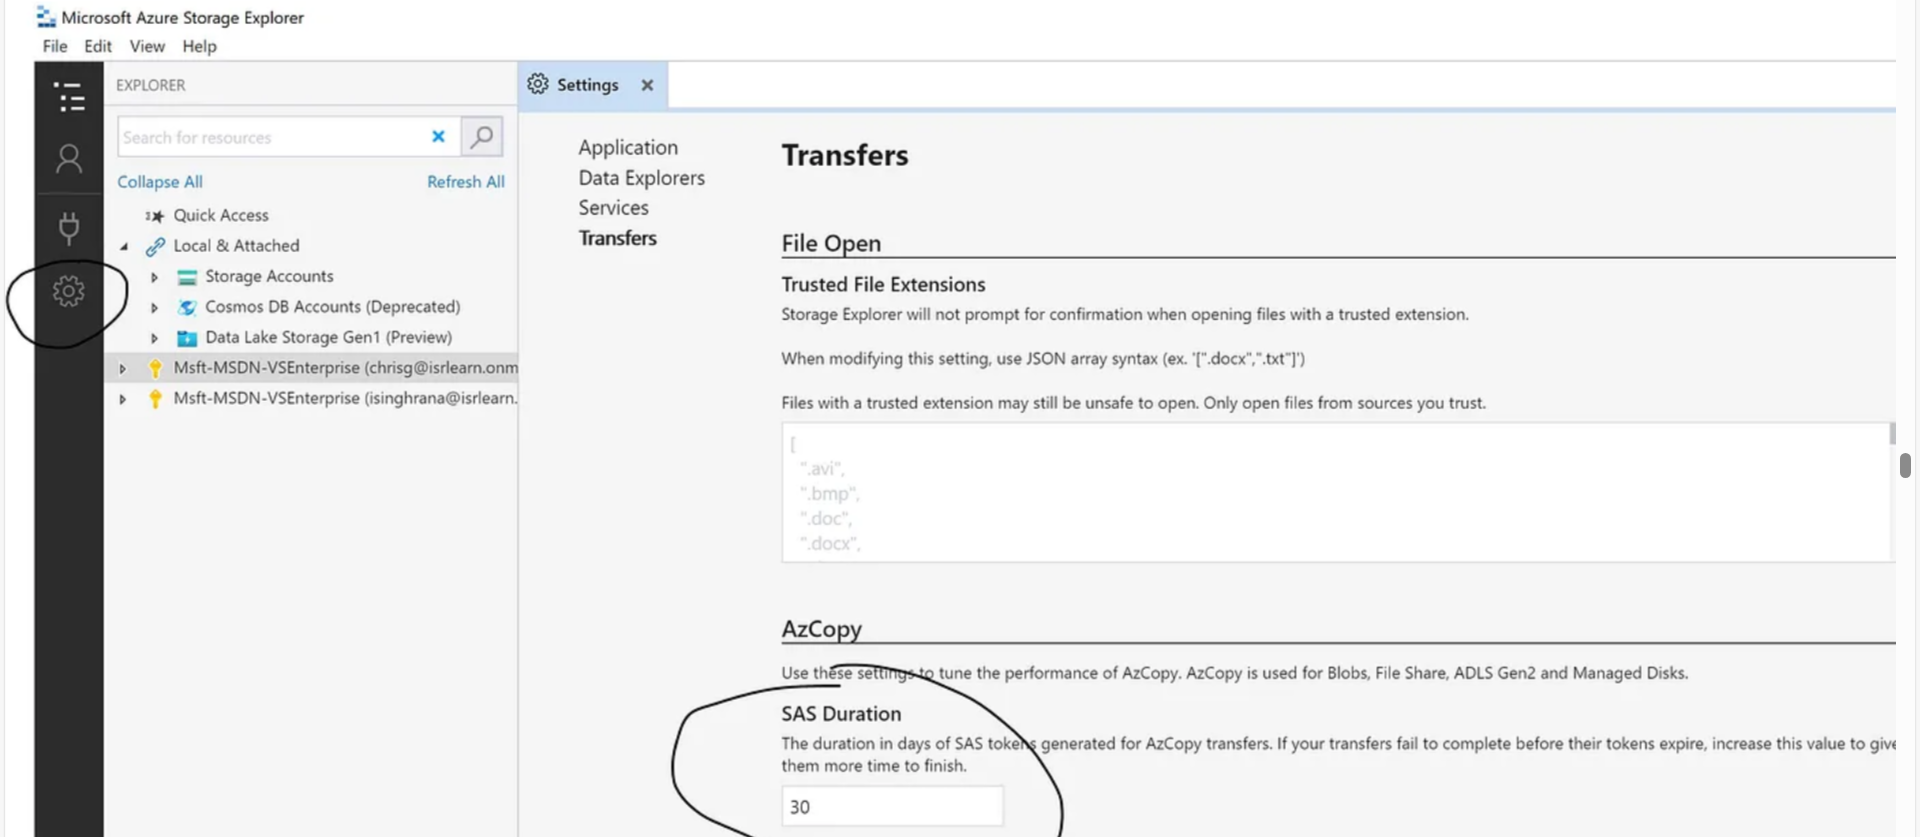 Microsoft Azure Storage Explorer
File Edit View Help
EXPLORER
Search for resources
Collapse All Refresh All
Quick Access
Local & Attached
Storage Accounts
Cosmos DB Accounts (Deprecated)
Data Lake Storage Gen1 (Preview)
Msft-MSDN-VSEnterprise (chrisg@isrlearn.onm
Msft-MSDN-VSEnterprise (isinghrana@isrlearn.
Settings
Application
Data Explorers
Services
Transfers
Transfers
File Open
Trusted File Extensions
Storage Explorer will not prompt for confirmation when opening files with a trusted extension.
When modifying this setting, use JSON array syntax (ex. '[".docx",".txt"]')
Files with a trusted extension may still be unsafe to open. Only open files from sources you trust.
[
".avi",
".bmp",
".doc",
".docx",
AzCopy
Use these settings to tune the performance of AzCopy. AzCopy is used for Blobs, File Share, ADLS Gen2 and Managed Disks.
SAS Duration
The duration in days of SAS tokens generated for AzCopy transfers. If your transfers fail to complete before their tokens expire, increase this value to give
them more time to finish.
30